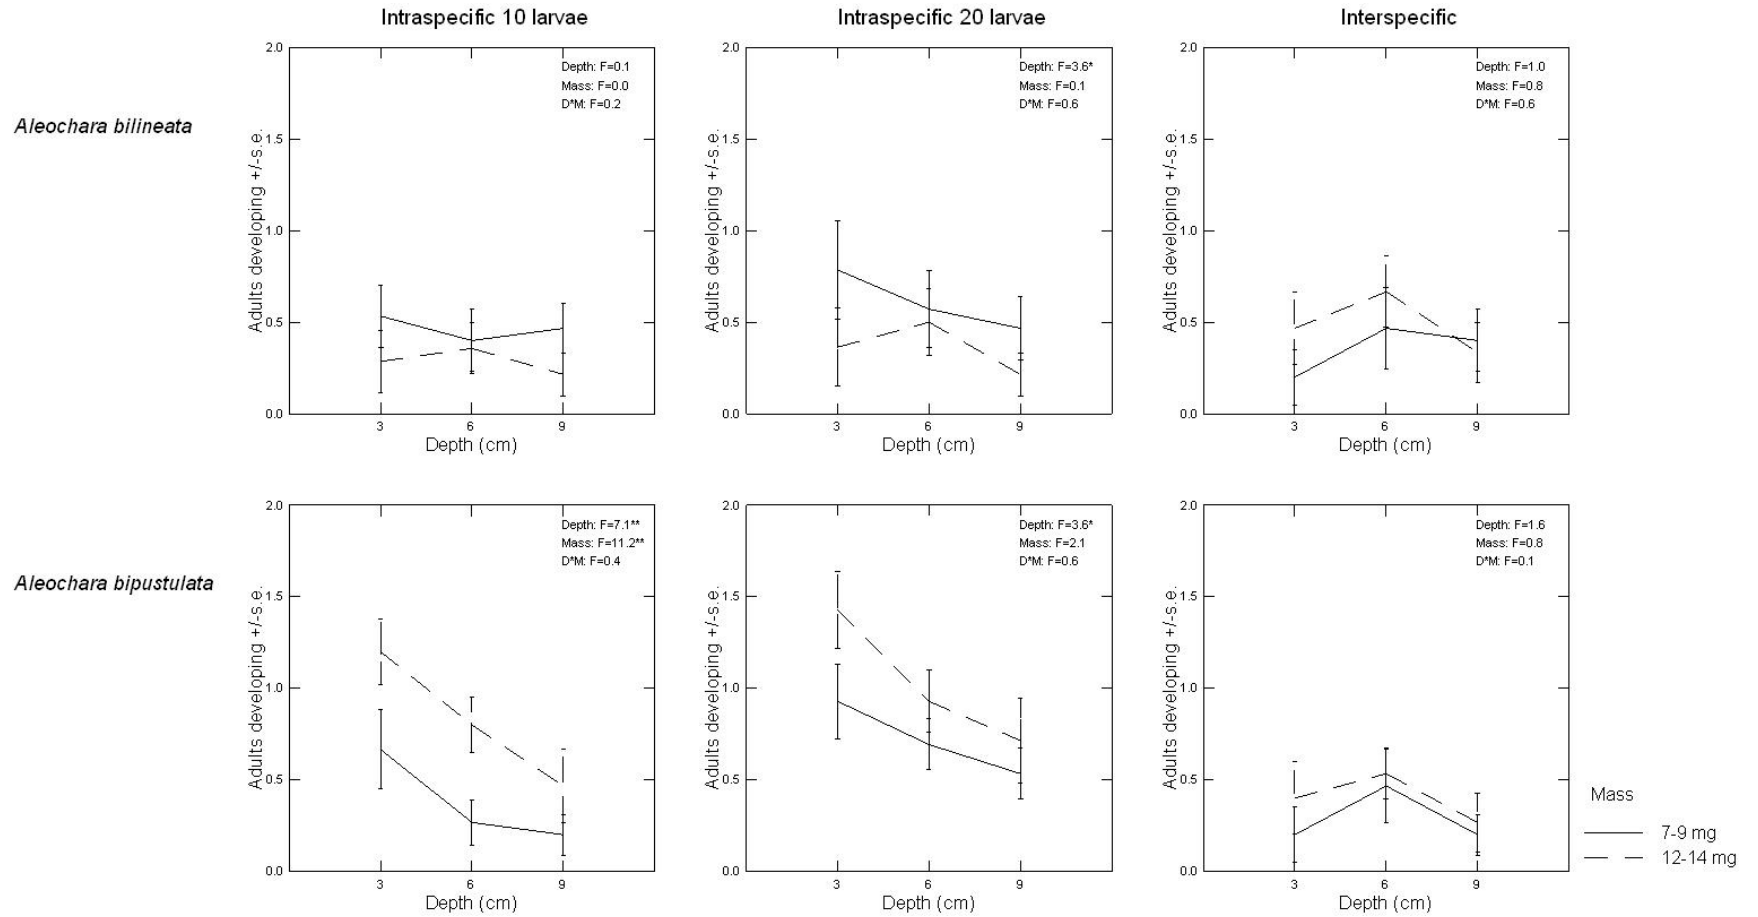 Intraspecific 10 larvae
Intraspecific 20 larvae
Interspecific
Aleochara bilineata
Adults developing +/-s.e.
2.0
1.5
1.0
0.5
0.0
Depth: F=0.1
Mass: F=0.0
D*M: F=0.2
3 6 9
Depth (cm)
Adults developing +/-s.e.
2.0
1.5
1.0
0.5
0.0
Depth: F=3.6*
Mass: F=0.1
D*M: F=0.6
3 6 9
Depth (cm)
Adults developing +/-s.e.
2.0
1.5
1.0
0.5
0.0
Depth: F=1.0
Mass: F=0.8
D*M: F=0.6
3 6 9
Depth (cm)
Aleochara bipustulata
Adults developing +/-s.e.
2.0
1.5
1.0
0.5
0.0
Depth: F=7.1**
Mass: F=11.2**
D*M: F=0.4
3 6 9
Depth (cm)
Adults developing +/-s.e.
2.0
1.5
1.0
0.5
0.0
Depth: F=3.6*
Mass: F=2.1
D*M: F=0.6
3 6 9
Depth (cm)
Adults developing +/-s.e.
2.0
1.5
1.0
0.5
0.0
Depth: F=1.6
Mass: F=0.8
D*M: F=0.1
3 6 9
Depth (cm)
Mass
7-9 mg
12-14 mg